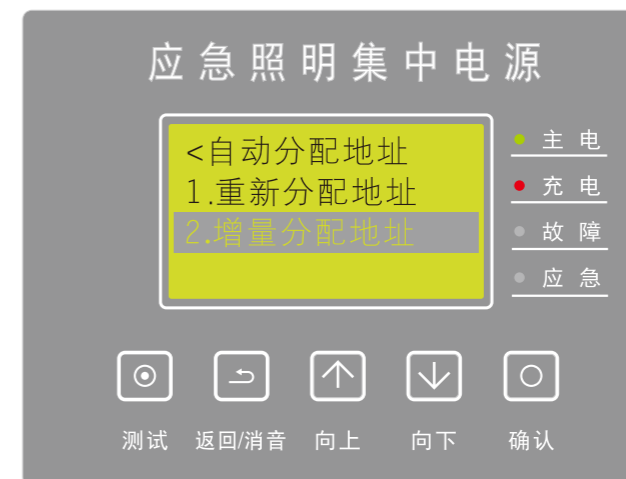 应急照明集中电源
<自动分配地址
1.重新分配地址
2.增量分配地址
主电
充电
故障
应急
测试 返回/消音 向上 向下 确认